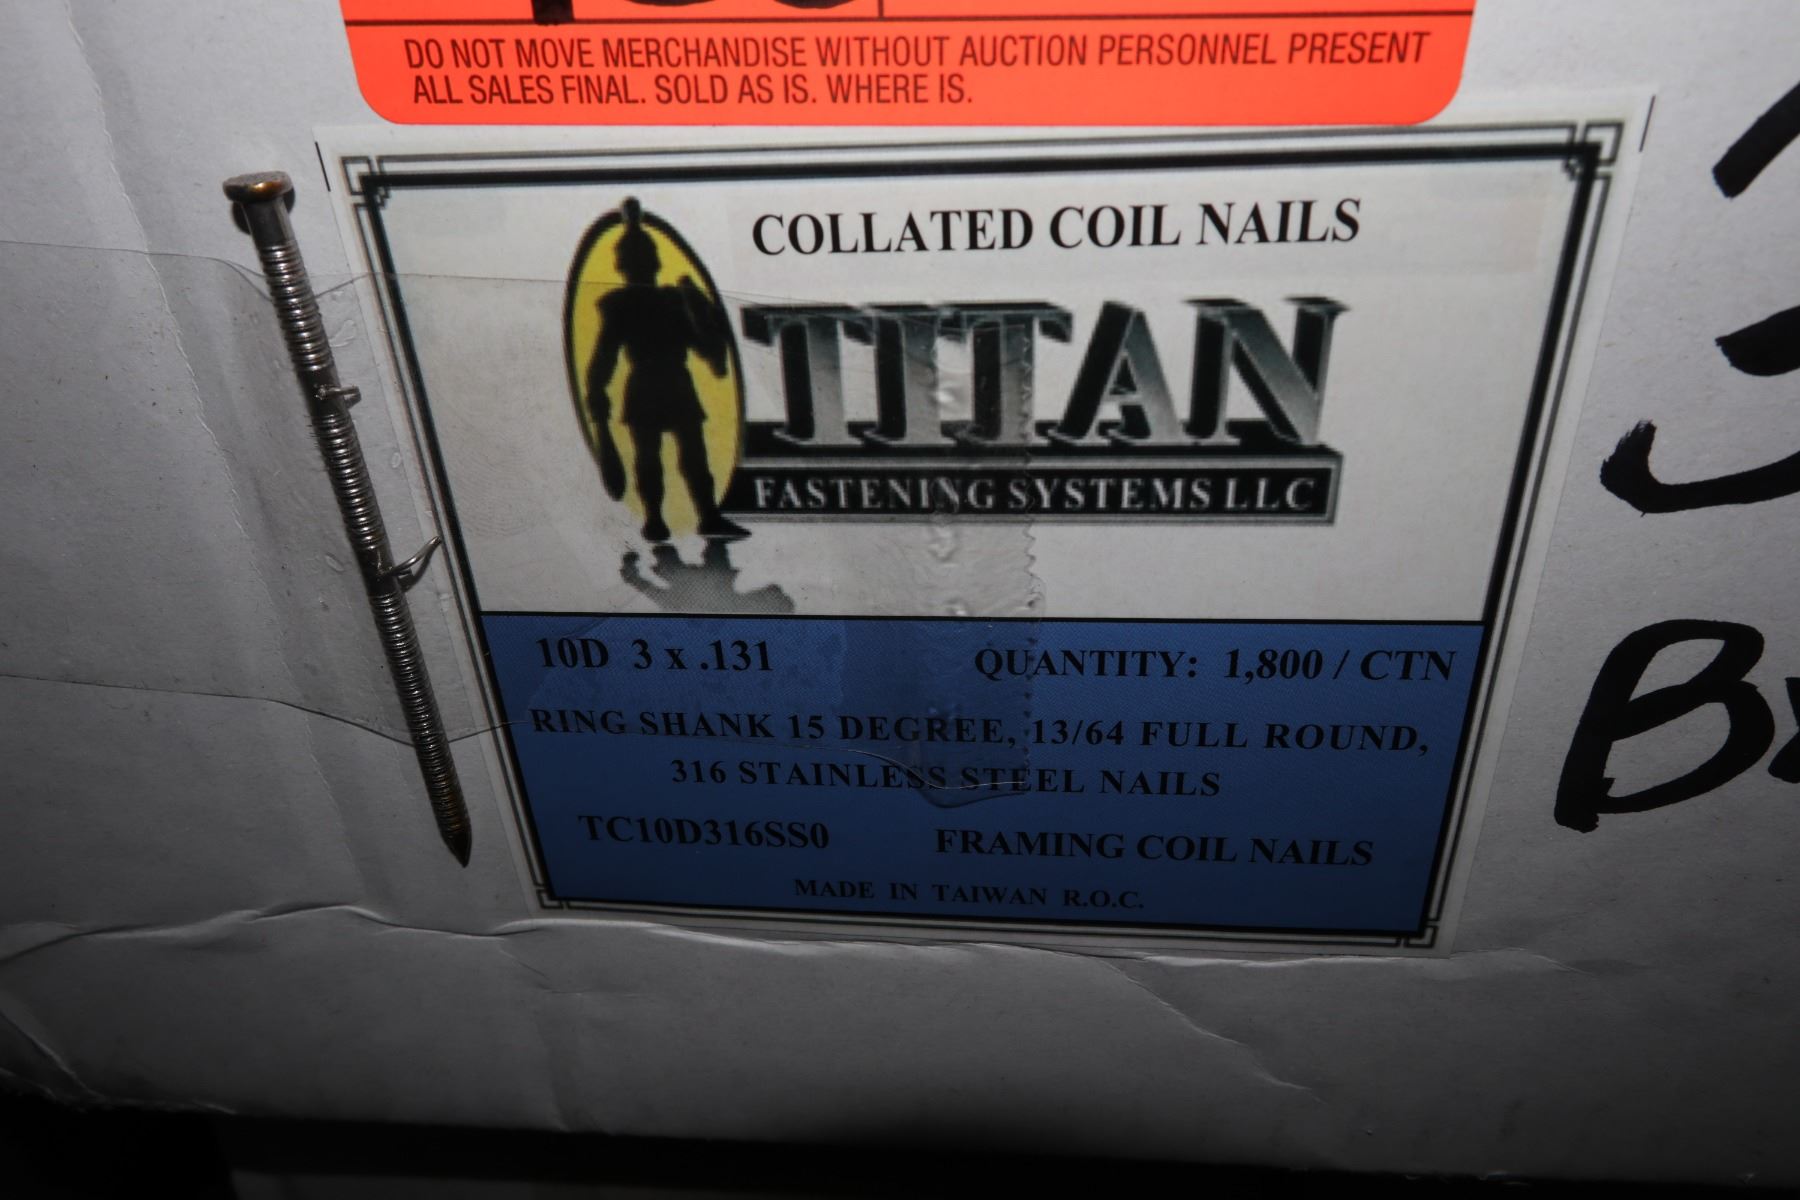 DO NOT MOVE MERCHANDISE WITHOUT AUCTION PERSONNEL PRESENT
ALL SALES FINAL. SOLD AS IS. WHERE IS.
COLLATED COIL NAILS
TITAN
FASTENING SYSTEMS LLC
10D 3 x .131 QUANTITY: 1,800 / CTN
RING SHANK 15 DEGREE, 13/64 FULL ROUND,
316 STAINLESS STEEL NAILS
TC10D316SS0 FRAMING COIL NAILS
MADE IN TAIWAN R.O.C.